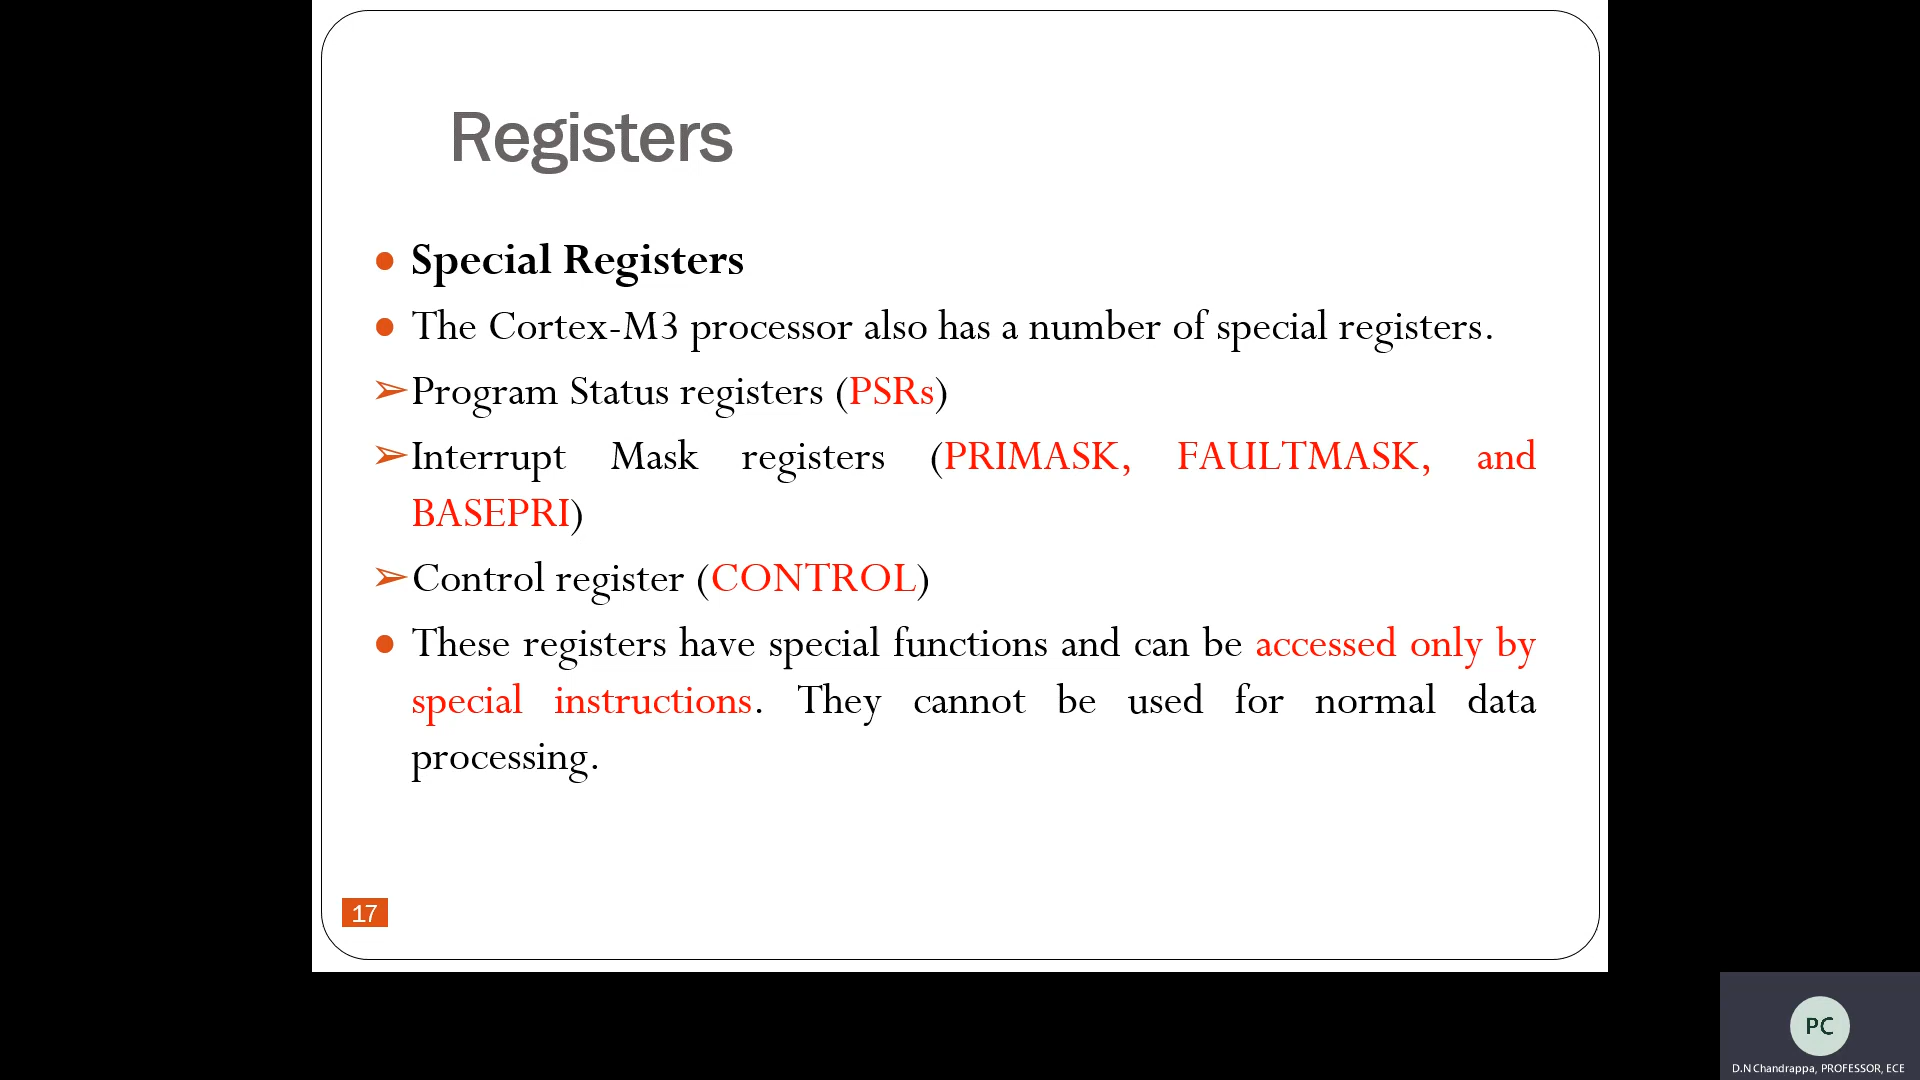 Registers
Special Registers
The Cortex-M3 processor also has a number of special registers.
Program Status registers (PSRs)
Interrupt Mask registers (PRIMASK, FAULTMASK, and
BASEPRI)
Control register (CONTROL)
These registers have special functions and can be accessed only by
special instructions. They cannot be used for normal data
processing.
17
PC
D.N Chandrappa, PROFESSOR, ECE